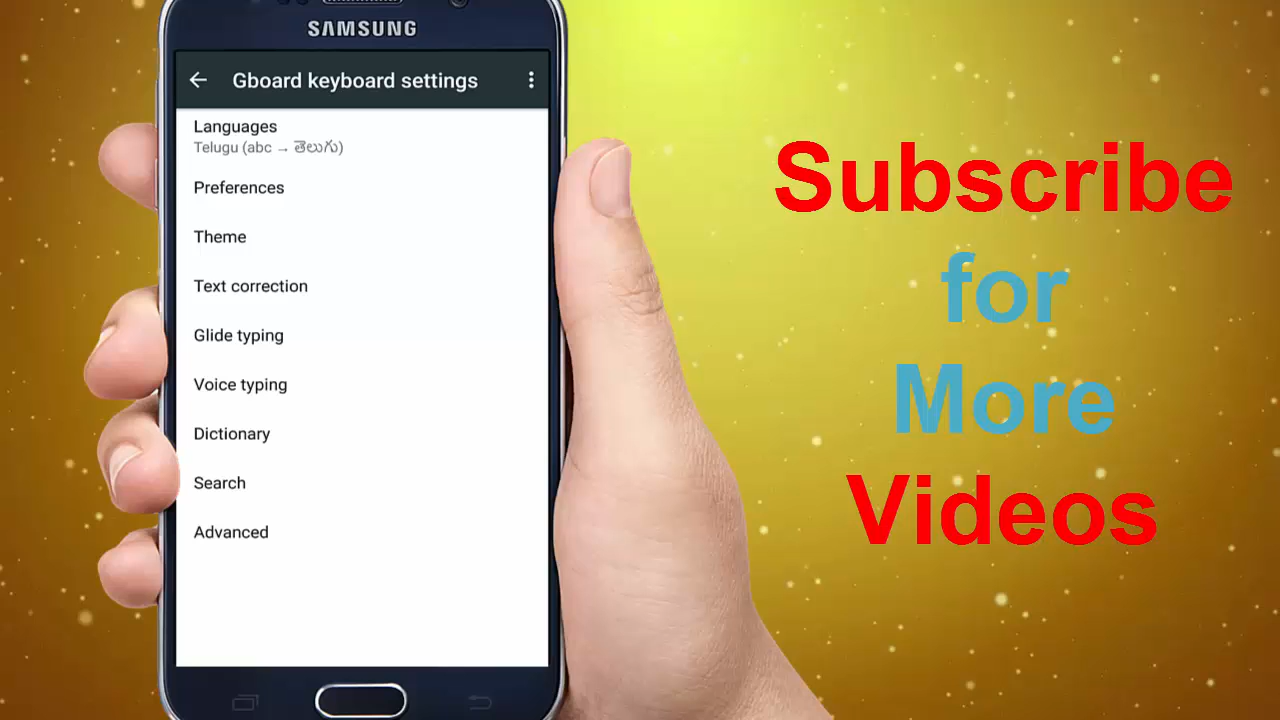 SAMSUNG
Gboard keyboard settings
Languages
Telugu (abc → తెలుగు)
Preferences
Theme
Text correction
Glide typing
Voice typing
Dictionary
Search
Advanced
Subscribe
for
More
Videos